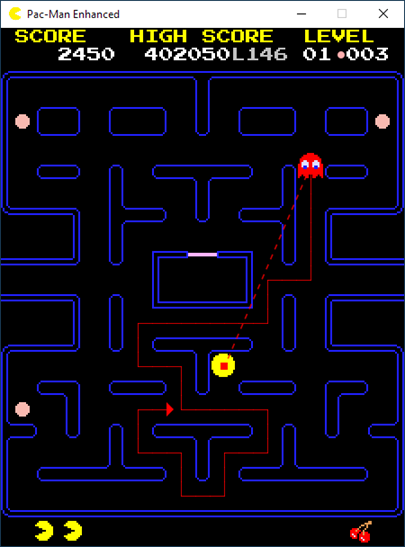 Pac-Man Enhanced
SCORE HIGH SCORE LEVEL
2450 402050L146 01 003